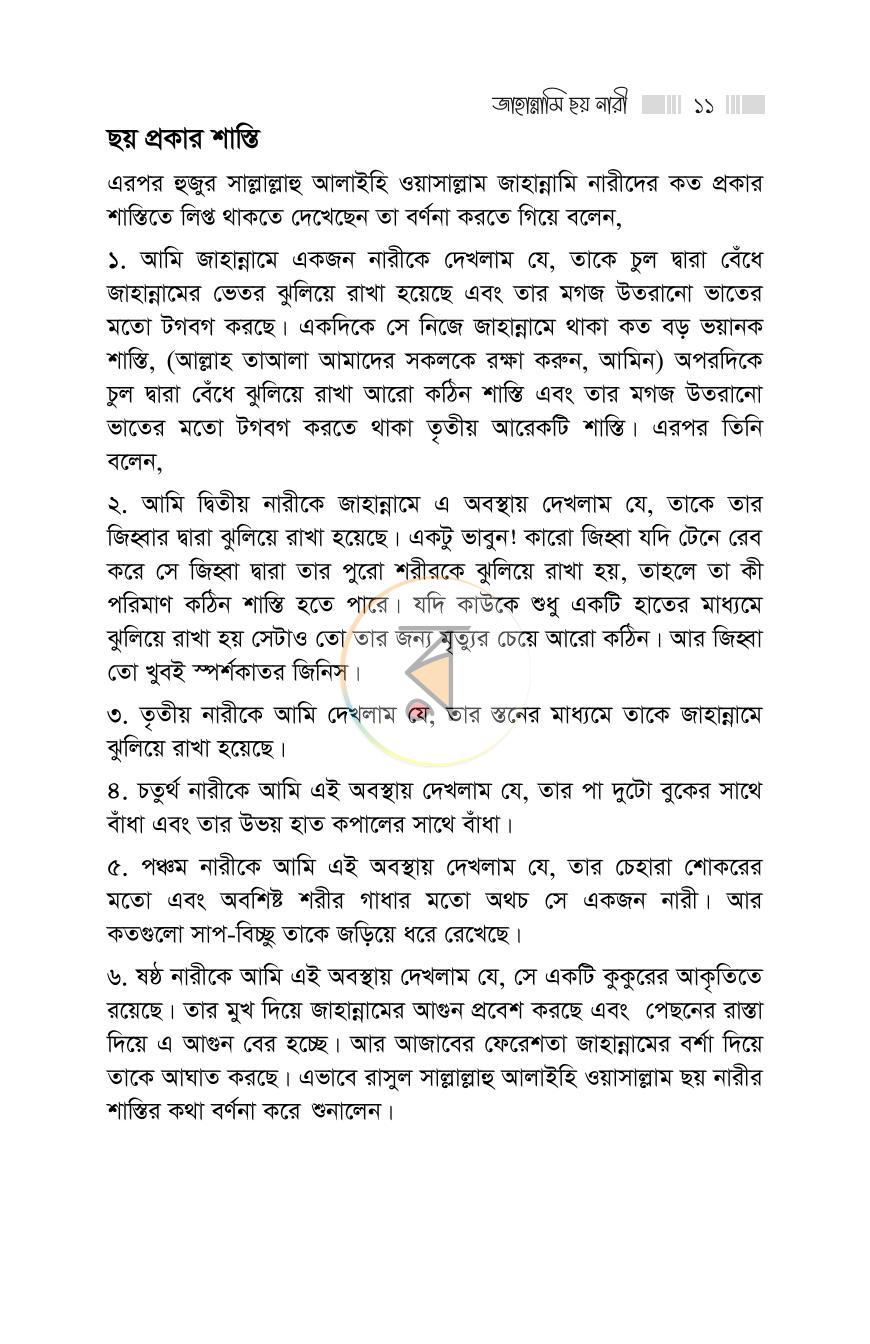 জাহান্নামি ছয় নারী ১১
ছয় প্রকার শাস্তি
এরপর হুজুর সাল্লাল্লাহু আলাইহি ওয়াসাল্লাম জাহান্নামি নারীদের কত প্রকার
শাস্তিতে লিপ্ত থাকতে দেখেছেন তা বর্ণনা করতে গিয়ে বলেন,
১. আমি জাহান্নামে একজন নারীকে দেখলাম যে, তাকে চুল দ্বারা বেঁধে
জাহান্নামের ভেতর ঝুলিয়ে রাখা হয়েছে এবং তার মগজ উতরানো ভাতের
মতো টগবগ করছে। একদিকে সে নিজে জাহান্নামে থাকা কত বড় ভয়ানক
শাস্তি, (আল্লাহ তাআলা আমাদের সকলকে রক্ষা করুন, আমিন) অপরদিকে
চুল দ্বারা বেঁধে ঝুলিয়ে রাখা আরো কঠিন শাস্তি এবং তার মগজ উতরানো
ভাতের মতো টগবগ করতে থাকা তৃতীয় আরেকটি শাস্তি। এরপর তিনি
বলেন,
২. আমি দ্বিতীয় নারীকে জাহান্নামে এ অবস্থায় দেখলাম যে, তাকে তার
জিহ্বার দ্বারা ঝুলিয়ে রাখা হয়েছে। একটু ভাবুন! কারো জিহ্বা যদি টেনে রেব
করে সে জিহ্বা দ্বারা তার পুরো শরীরকে ঝুলিয়ে রাখা হয়, তাহলে তা কী
পরিমাণ কঠিন শাস্তি হতে পারে। যদি কাউকে শুধু একটি হাতের মাধ্যমে
ঝুলিয়ে রাখা হয় সেটাও তো তার জন্য মৃত্যুর চেয়ে আরো কঠিন। আর জিহ্বা
তো খুবই স্পর্শকাতর জিনিস।
৩. তৃতীয় নারীকে আমি দেখলাম যে, তার স্তনের মাধ্যমে তাকে জাহান্নামে
ঝুলিয়ে রাখা হয়েছে।
৪. চতুর্থ নারীকে আমি এই অবস্থায় দেখলাম যে, তার পা দুটো বুকের সাথে
বাঁধা এবং তার উভয় হাত কপালের সাথে বাঁধা।
৫. পঞ্চম নারীকে আমি এই অবস্থায় দেখলাম যে, তার চেহারা শোকরের
মতো এবং অবশিষ্ট শরীর গাধার মতো অথচ সে একজন নারী। আর
কতগুলো সাপ-বিচ্ছু তাকে জড়িয়ে ধরে রেখেছে।
৬. ষষ্ঠ নারীকে আমি এই অবস্থায় দেখলাম যে, সে একটি কুকুরের আকৃতিতে
রয়েছে। তার মুখ দিয়ে জাহান্নামের আগুন প্রবেশ করছে এবং পেছনের রাস্তা
দিয়ে এ আগুন বের হচ্ছে। আর আজাবের ফেরেশতা জাহান্নামের বর্শা দিয়ে
তাকে আঘাত করছে। এভাবে রাসুল সাল্লাল্লাহু আলাইহি ওয়াসাল্লাম ছয় নারীর
শাস্তির কথা বর্ণনা করে শুনালেন।